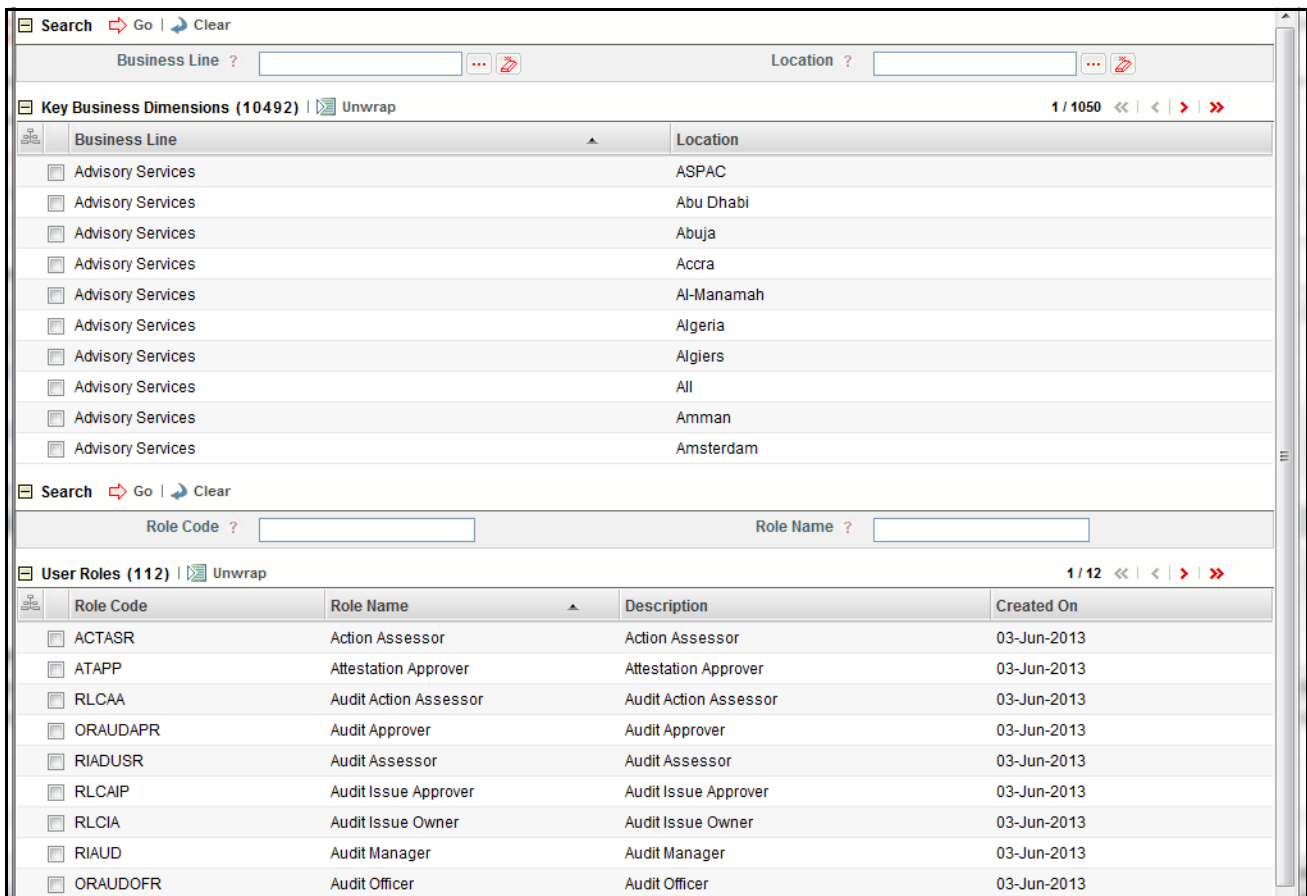 Search Go | Clear
Business Line ? ... Location ? ...
Key Business Dimensions (10492) | Unwrap 1 / 1050
Business Line Location
Advisory Services ASPAC
Advisory Services Abu Dhabi
Advisory Services Abuja
Advisory Services Accra
Advisory Services Al-Manamah
Advisory Services Algeria
Advisory Services Algiers
Advisory Services All
Advisory Services Amman
Advisory Services Amsterdam
Search Go | Clear
Role Code ? Role Name ?
User Roles (112) | Unwrap 1 / 12
Role Code Role Name Description Created On
ACTASR Action Assessor Action Assessor 03-Jun-2013
ATAPP Attestation Approver Attestation Approver 03-Jun-2013
RLCAA Audit Action Assessor Audit Action Assessor 03-Jun-2013
ORAUDAPR Audit Approver Audit Approver 03-Jun-2013
RIADUSR Audit Assessor Audit Assessor 03-Jun-2013
RLCAIP Audit Issue Approver Audit Issue Approver 03-Jun-2013
RLCIA Audit Issue Owner Audit Issue Owner 03-Jun-2013
RIAUD Audit Manager Audit Manager 03-Jun-2013
ORAUDOFR Audit Officer Audit Officer 03-Jun-2013